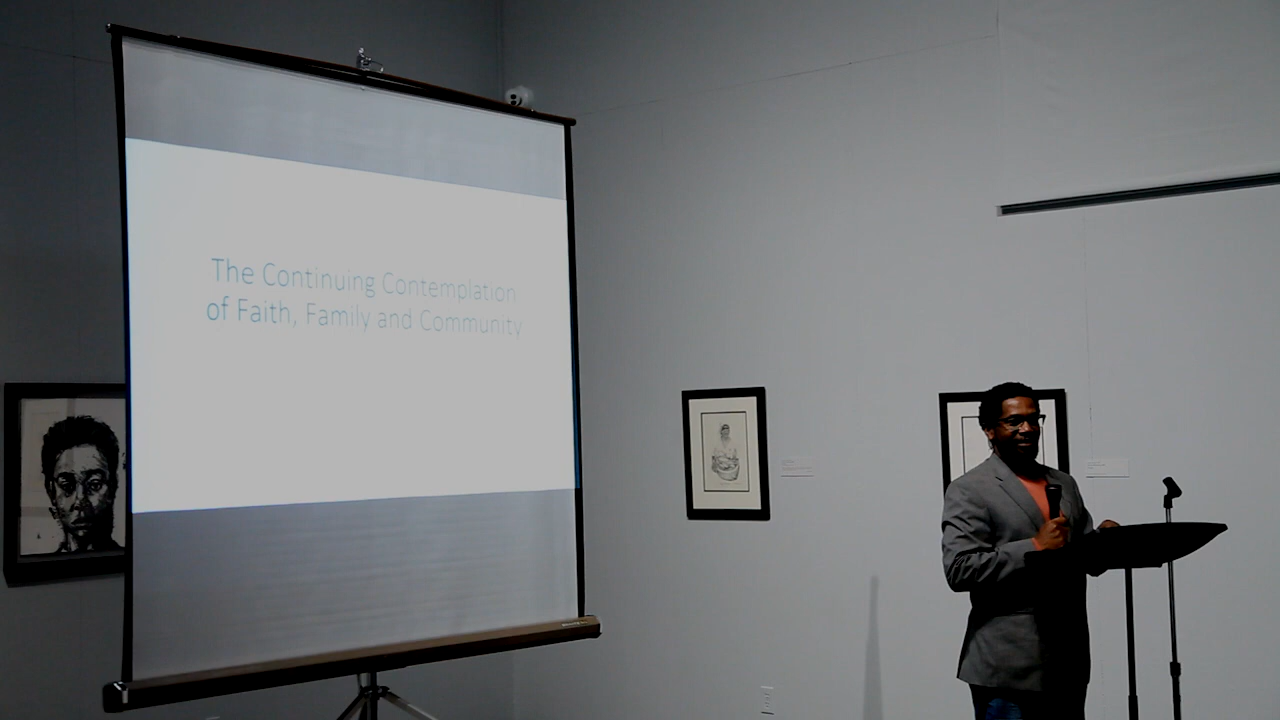 The Continuing Contemplation
of Faith, Family and Community